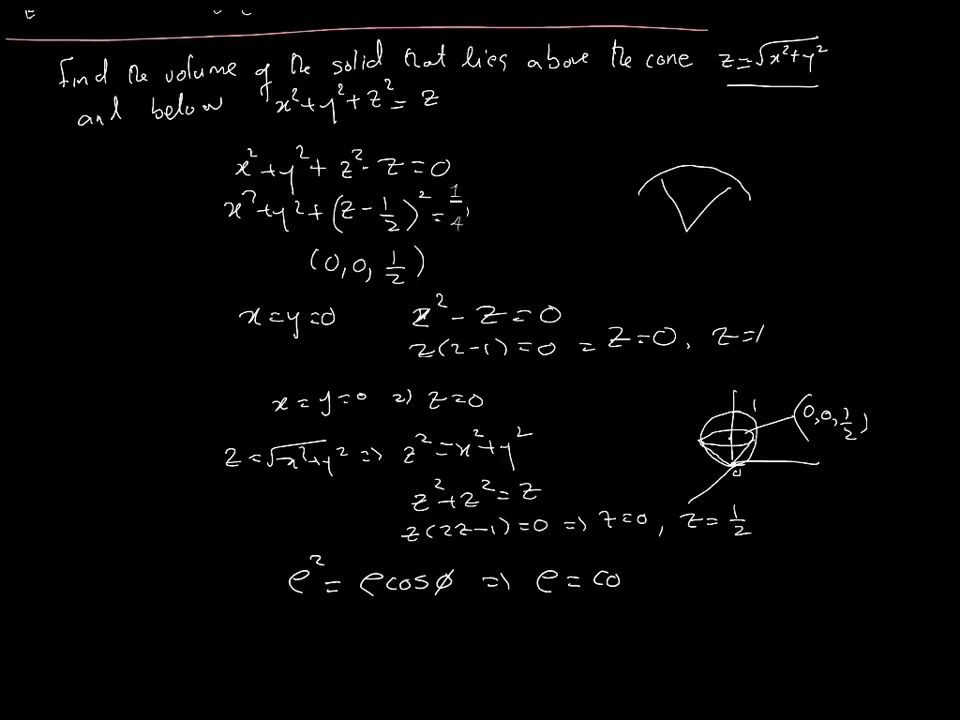 Find the volume of the solid that lies above the cone z=√x²+y²
and below x²+y²+z²=z
x²+y²+z²-z=0
x²+y²+(z-1/2)²=1/4
(0,0,1/2)
x=y=0 z²-z=0
z(z-1)=0 = z=0, z=1
x=y=0 => z=0
1 (0,0,1/2)
0
z=√x²+y² => z²=x²+y²
z²+z²=z
z(2z-1)=0 => z=0, z=1/2
ρ²=ρcosφ => ρ=co